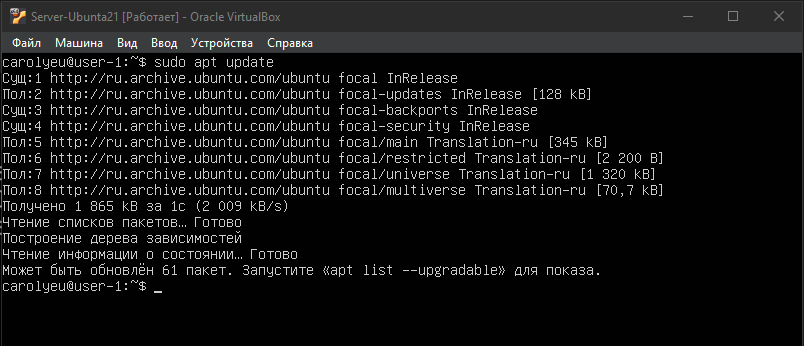 Server-Ubunta21 [Работает] - Oracle VirtualBox
Файл Машина Вид Ввод Устройства Справка
carolyeu@user-1:~$ sudo apt update
Сущ:1 http://ru.archive.ubuntu.com/ubuntu focal InRelease
Пол:2 http://ru.archive.ubuntu.com/ubuntu focal-updates InRelease [128 kB]
Сущ:3 http://ru.archive.ubuntu.com/ubuntu focal-backports InRelease
Сущ:4 http://ru.archive.ubuntu.com/ubuntu focal-security InRelease
Пол:5 http://ru.archive.ubuntu.com/ubuntu focal/main Translation-ru [345 kB]
Пол:6 http://ru.archive.ubuntu.com/ubuntu focal/restricted Translation-ru [2 200 B]
Пол:7 http://ru.archive.ubuntu.com/ubuntu focal/universe Translation-ru [1 320 kB]
Пол:8 http://ru.archive.ubuntu.com/ubuntu focal/multiverse Translation-ru [70,7 kB]
Получено 1 865 kB за 1с (2 009 kB/s)
Чтение списков пакетов… Готово
Построение дерева зависимостей
Чтение информации о состоянии… Готово
Может быть обновлён 61 пакет. Запустите «apt list --upgradable» для показа.
carolyeu@user-1:~$ _